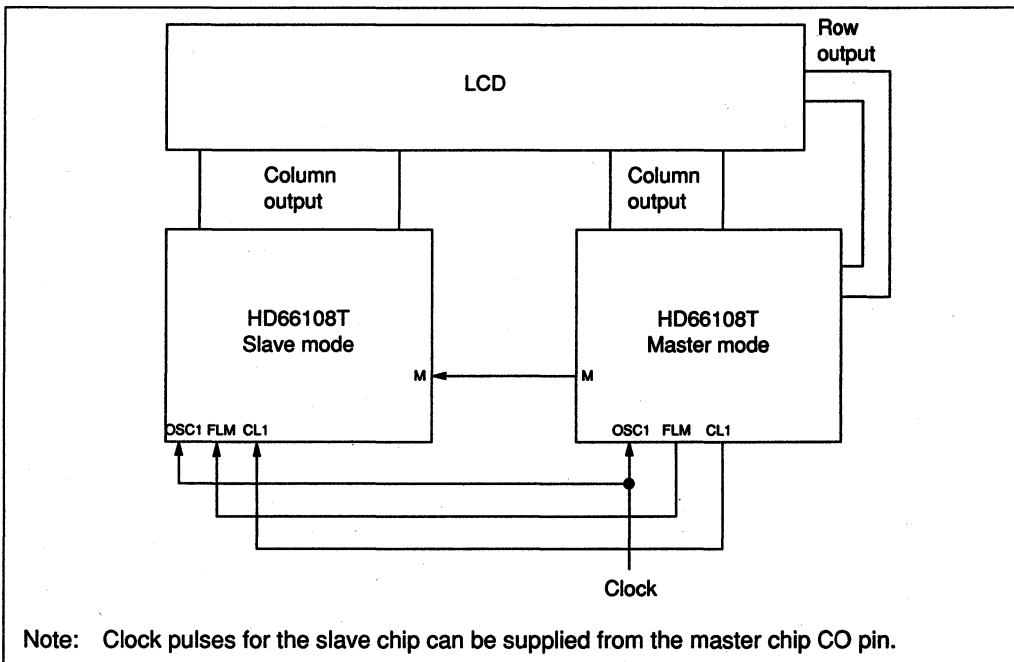 Row
output
LCD
Column
output
Column
output
HD66108T
Slave mode
HD66108T
Master mode
M
M
OSC1 FLM CL1
OSC1 FLM CL1
Clock
Note: Clock pulses for the slave chip can be supplied from the master chip CO pin.